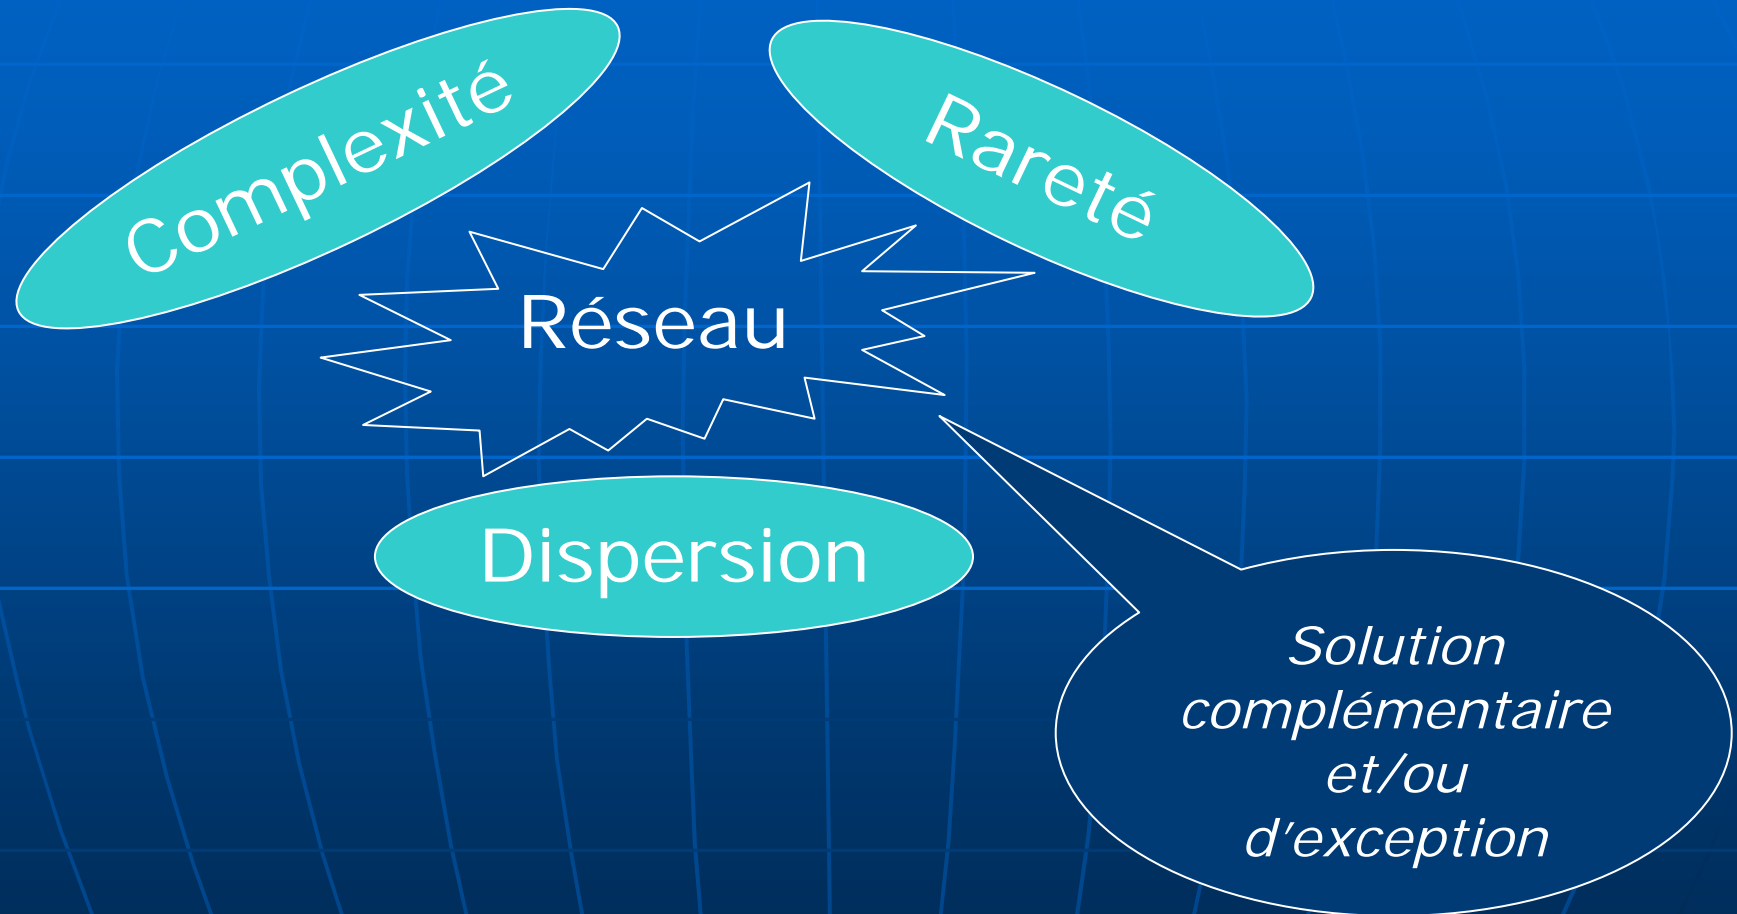 Complexité
Rareté
Réseau
Dispersion
Solution
complémentaire
et/ou
d’exception